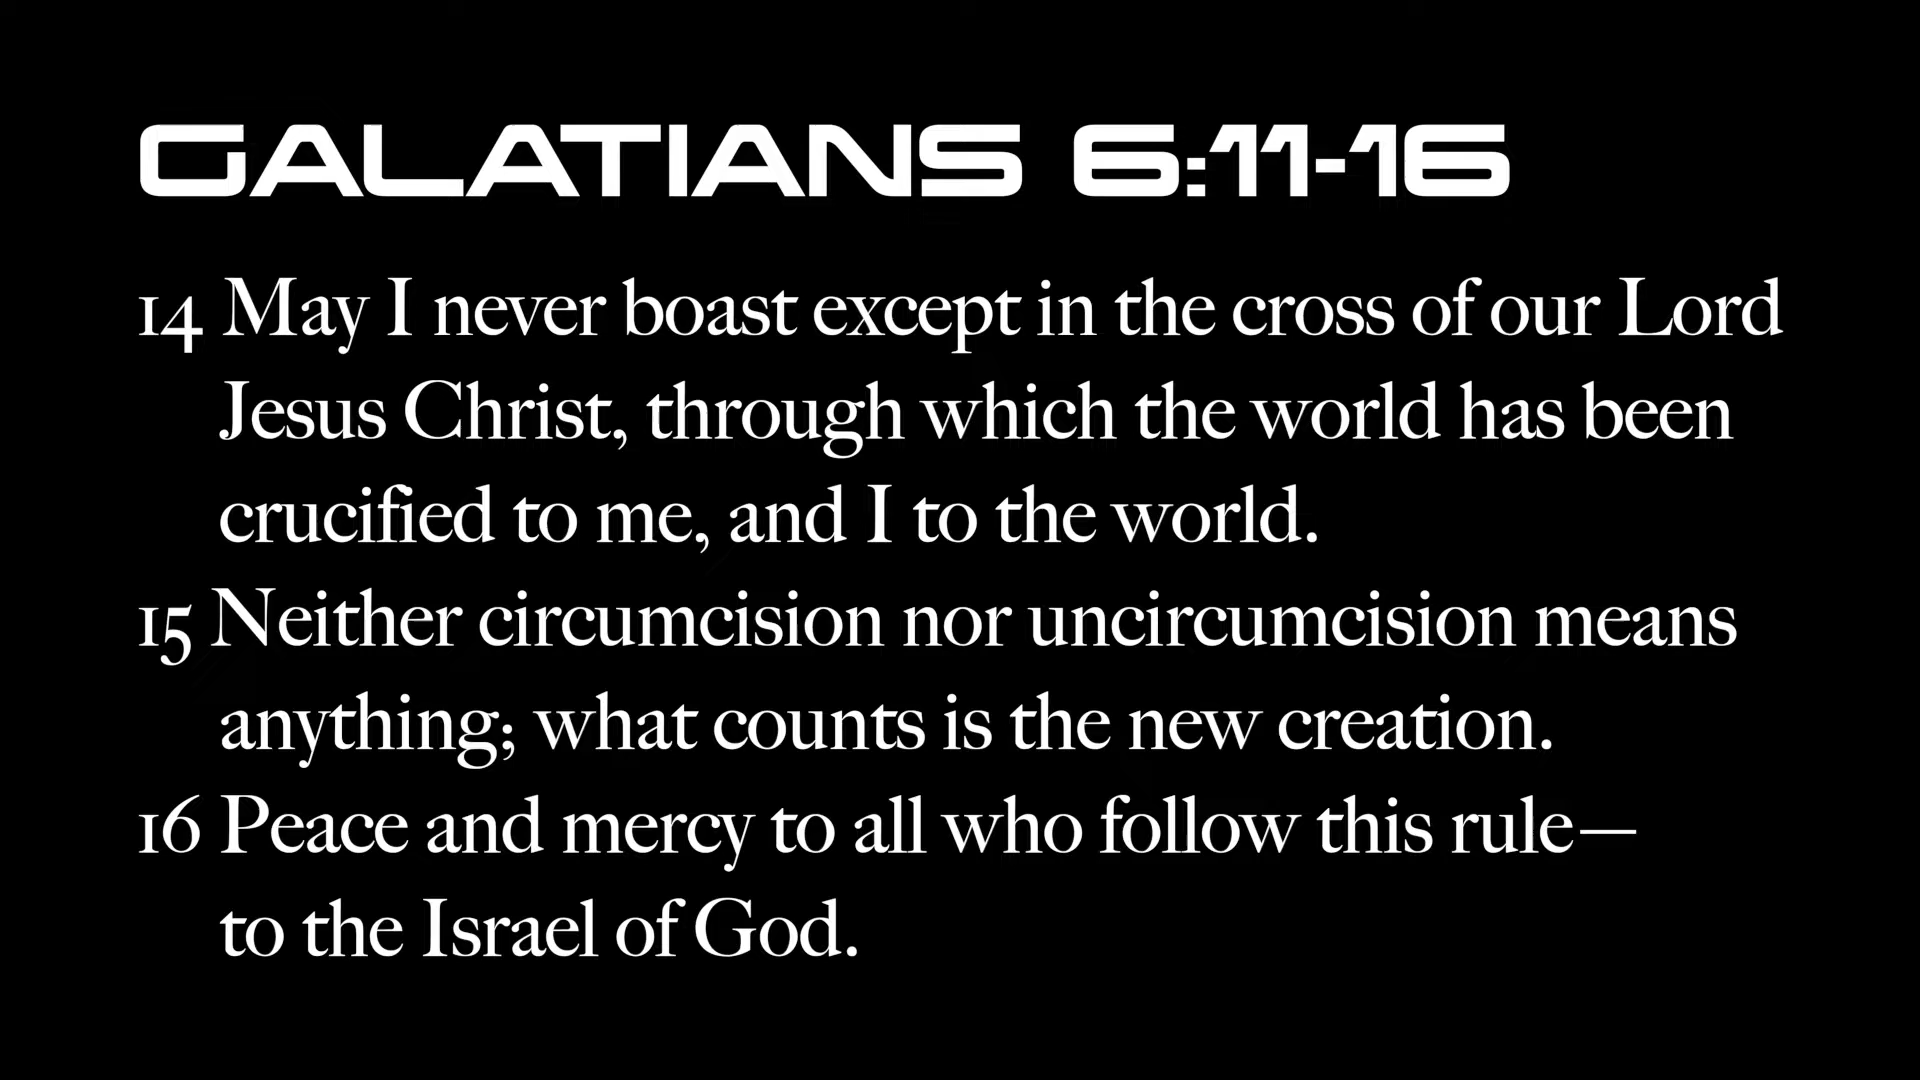 GALATIANS 6:11-16
14 May I never boast except in the cross of our Lord
Jesus Christ, through which the world has been
crucified to me, and I to the world.
15 Neither circumcision nor uncircumcision means
anything; what counts is the new creation.
16 Peace and mercy to all who follow this rule—
to the Israel of God.